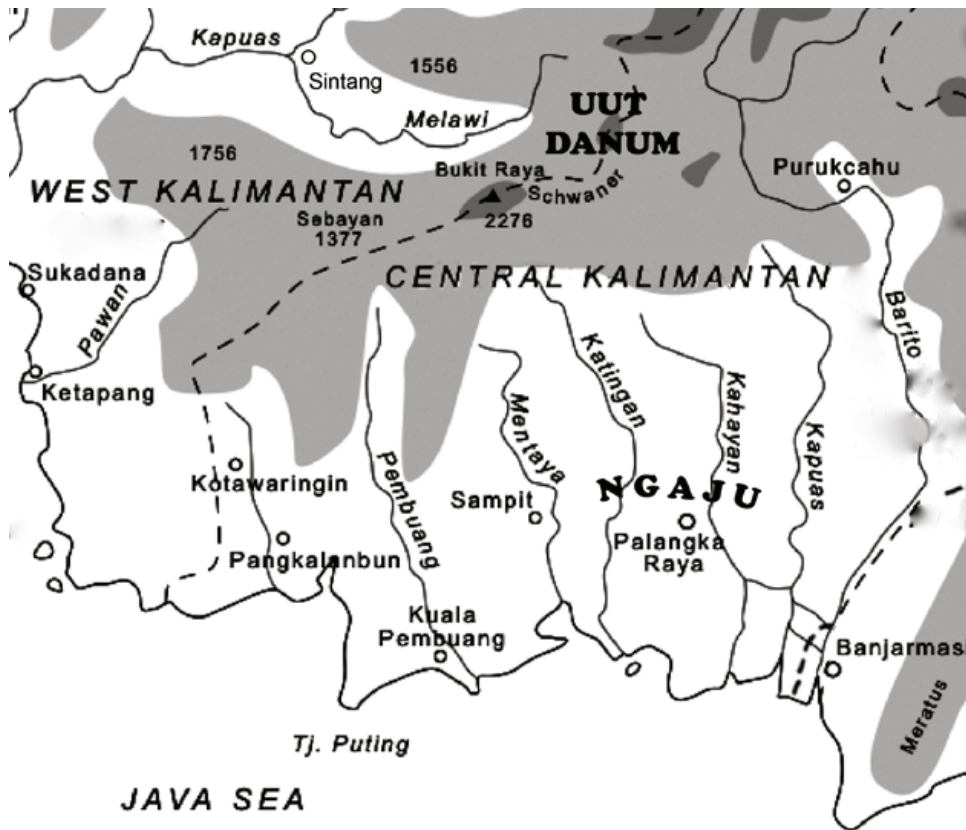 Kapuas
Sintang
1556
UUT
DANUM
Melawi
1756
Bukit Raya
Schwaner
Purukcahu
WEST KALIMANTAN
Sebayan
1377
2276
Sukadana
CENTRAL KALIMANTAN
Pawan
Barito
Ketapang
Katingan
Kahayan
Mentaya
Kapuas
Kotawaringin
Pembuang
Sampit
NGAJU
Pangkalanbun
Palangka
Raya
Kuala
Pembuang
Banjarmasi
Meratus
Tj. Puting
JAVA SEA